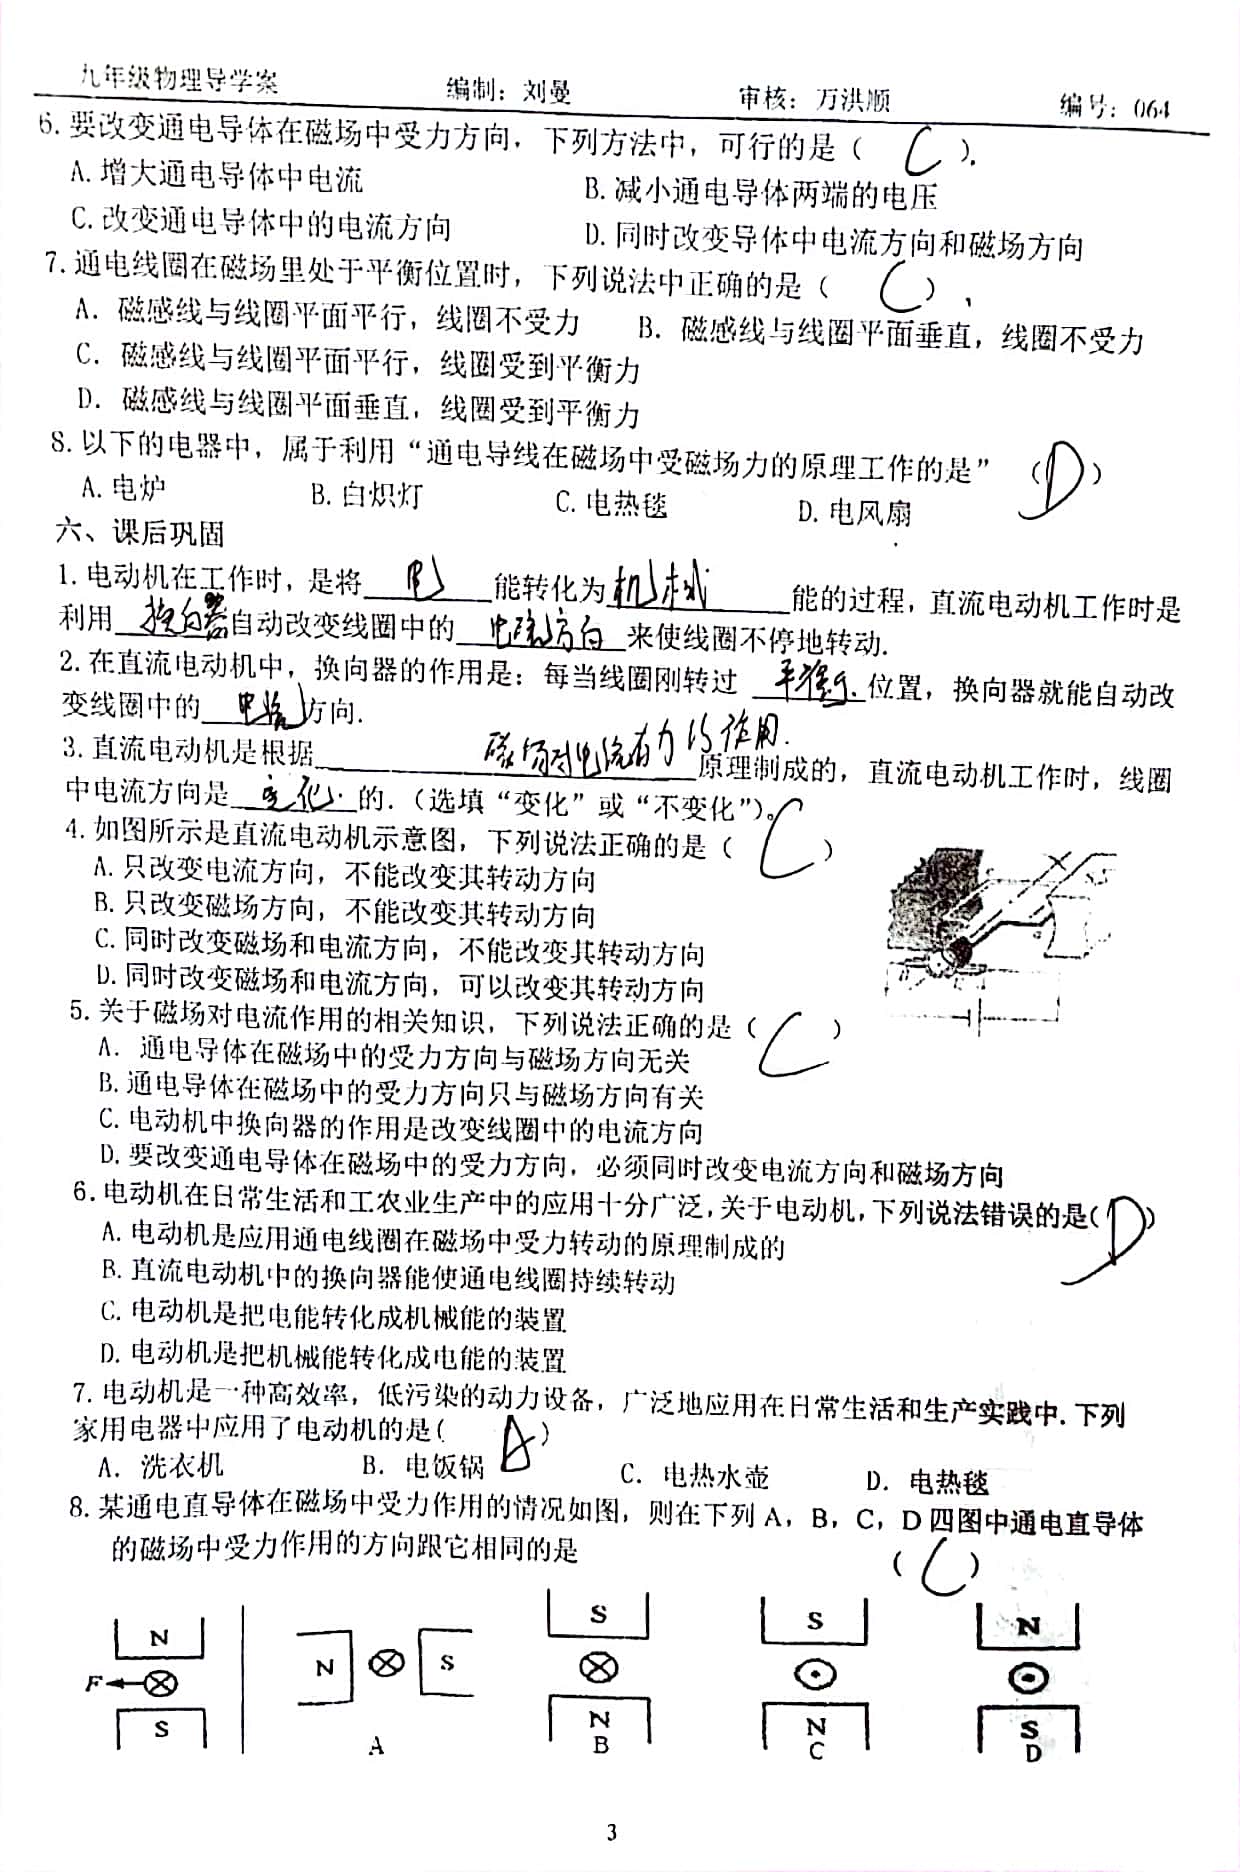 九年级物理导学案 编制：刘曼 审核：万洪顺 编号：064
6.要改变通电导体在磁场中受力方向，下列方法中，可行的是（ C ）.
A.增大通电导体中电流 B.减小通电导体两端的电压
C.改变通电导体中的电流方向 D.同时改变导体中电流方向和磁场方向
7.通电线圈在磁场里处于平衡位置时，下列说法中正确的是（ C ）.
A．磁感线与线圈平面平行，线圈不受力 B．磁感线与线圈平面垂直，线圈不受力
C．磁感线与线圈平面平行，线圈受到平衡力
D．磁感线与线圈平面垂直，线圈受到平衡力
8.以下的电器中，属于利用“通电导线在磁场中受磁场力的原理工作的是” （D）
A.电炉 B.白炽灯 C.电热毯 D.电风扇
六、课后巩固
1.电动机在工作时，是将 电 能转化为 机械 能的过程，直流电动机工作时是
利用 换向器 自动改变线圈中的 电流方向 来使线圈不停地转动.
2.在直流电动机中，换向器的作用是：每当线圈刚转过 平衡 位置，换向器就能自动改
变线圈中的 电流 方向.
3.直流电动机是根据 磁场对电流有力的作用. 原理制成的，直流电动机工作时，线圈
中电流方向是 变化. 的.（选填“变化”或“不变化”）。
4.如图所示是直流电动机示意图，下列说法正确的是（ C ）
A.只改变电流方向，不能改变其转动方向
B.只改变磁场方向，不能改变其转动方向
C.同时改变磁场和电流方向，不能改变其转动方向
D.同时改变磁场和电流方向，可以改变其转动方向
5.关于磁场对电流作用的相关知识，下列说法正确的是（ C ）
A．通电导体在磁场中的受力方向与磁场方向无关
B.通电导体在磁场中的受力方向只与磁场方向有关
C.电动机中换向器的作用是改变线圈中的电流方向
D.要改变通电导体在磁场中的受力方向，必须同时改变电流方向和磁场方向
6.电动机在日常生活和工农业生产中的应用十分广泛,关于电动机,下列说法错误的是（D）
A.电动机是应用通电线圈在磁场中受力转动的原理制成的
B.直流电动机中的换向器能使通电线圈持续转动
C.电动机是把电能转化成机械能的装置
D.电动机是把机械能转化成电能的装置
7.电动机是一种高效率，低污染的动力设备，广泛地应用在日常生活和生产实践中.下列
家用电器中应用了电动机的是（ A ）
A．洗衣机 B．电饭锅 C．电热水壶 D．电热毯
8.某通电直导体在磁场中受力作用的情况如图，则在下列 A，B，C，D 四图中通电直导体
的磁场中受力作用的方向跟它相同的是 （ C ）
N N S S S N
F
S N N S
A B C D
3